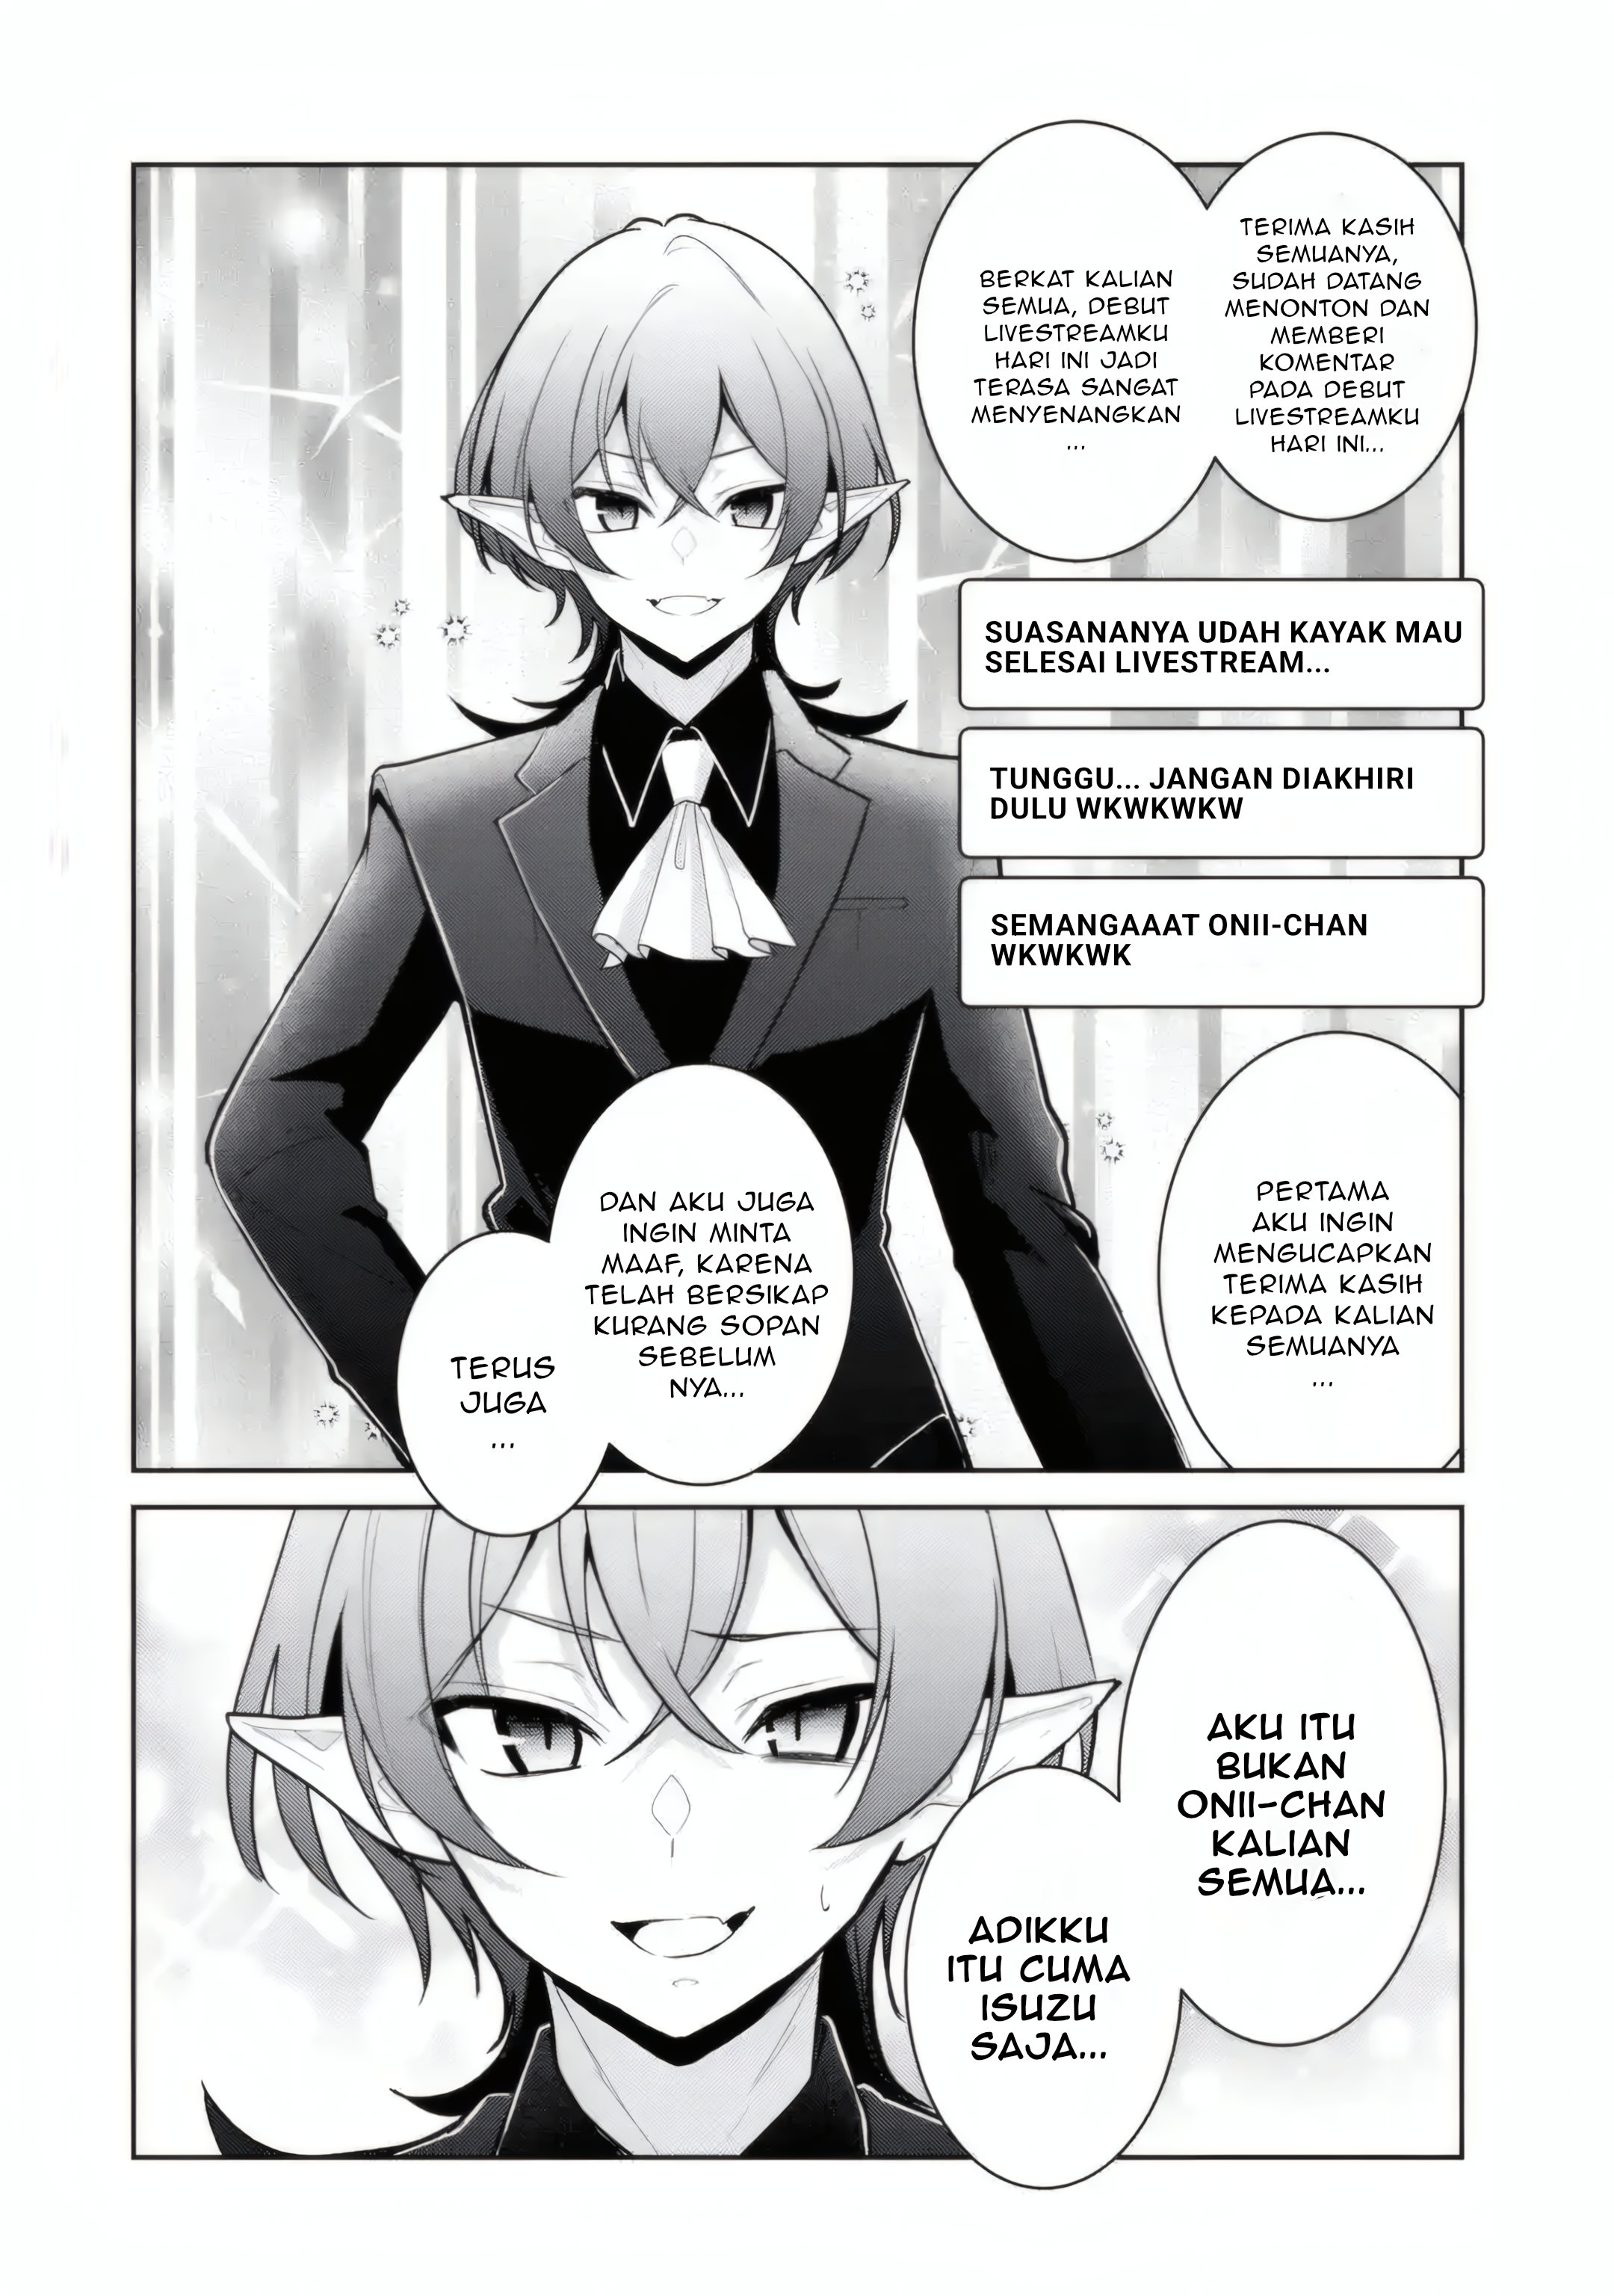 TERIMA KASIH
SEMUANYA,
SUDAH DATANG
MENONTON DAN
MEMBERI
KOMENTAR
PADA DEBUT
LIVESTREAMKU
HARI INI...
BERKAT KALIAN
SEMUA, DEBUT
LIVESTREAMKU
HARI INI JADI
TERASA SANGAT
MENYENANGKAN
...
SUASANANYA UDAH KAYAK MAU
SELESAI LIVESTREAM...
TUNGGU... JANGAN DIAKHIRI
DULU WKWKWKW
SEMANGAAAT ONII-CHAN
WKWKWK
PERTAMA
AKU INGIN
MENGUCAPKAN
TERIMA KASIH
KEPADA KALIAN
SEMUANYA
...
DAN AKU JUGA
INGIN MINTA
MAAF, KARENA
TELAH BERSIKAP
KURANG SOPAN
SEBELUM
NYA...
TERUS
JUGA
...
AKU ITU
BUKAN
ONII-CHAN
KALIAN
SEMUA...
ADIKKU
ITU CUMA
ISUZU
SAJA...